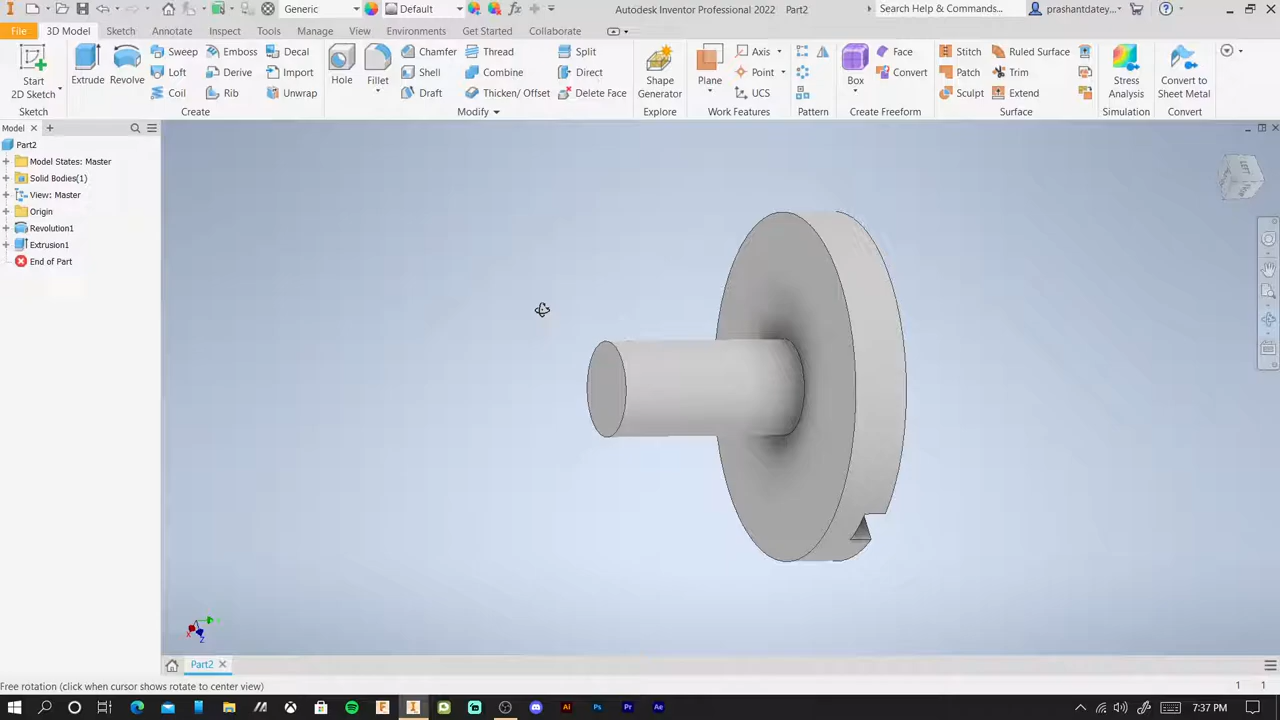 Generic
Default
Autodesk Inventor Professional 2022
Part2
Search Help & Commands...
prashantdatey...
File
3D Model
Sketch
Annotate
Inspect
Tools
Manage
View
Environments
Get Started
Collaborate
Start
2D Sketch
Sketch
Extrude
Revolve
Sweep
Loft
Coil
Emboss
Derive
Rib
Decal
Import
Unwrap
Create
Hole
Fillet
Chamfer
Shell
Draft
Thread
Combine
Thicken/ Offset
Split
Direct
Delete Face
Modify
Shape
Generator
Explore
Plane
Axis
Point
UCS
Work Features
Pattern
Box
Face
Convert
Create Freeform
Stitch
Patch
Sculpt
Ruled Surface
Trim
Extend
Surface
Stress
Analysis
Simulation
Convert to
Sheet Metal
Convert
Model
Part2
Model States: Master
Solid Bodies(1)
View: Master
Origin
Revolution1
Extrusion1
End of Part
LEFT
Part2
Free rotation (click when cursor shows rotate to center view)
1
1
7:37 PM